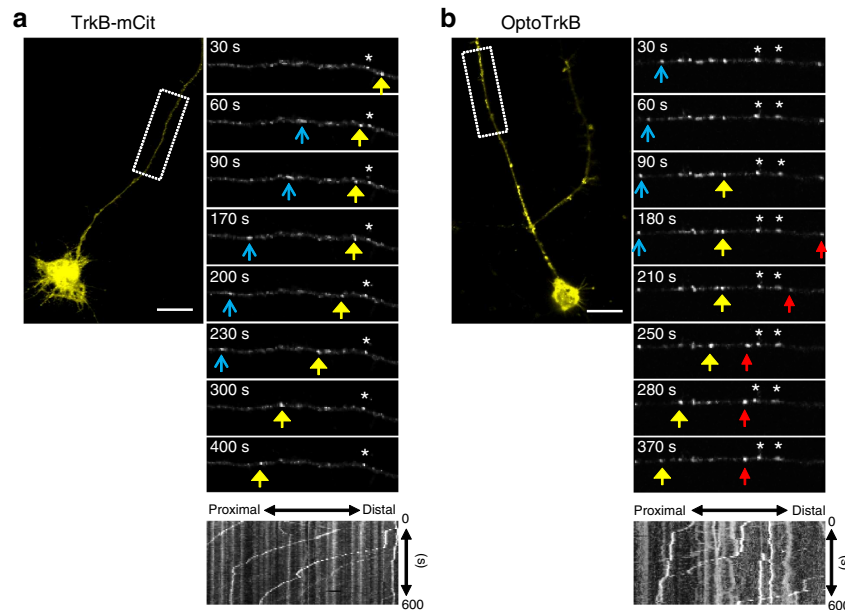 a TrkB-mCit
30 s
*
60 s
*
90 s
*
170 s
*
200 s
*
230 s
*
300 s
*
400 s
*
Proximal Distal
0
(s)
600
b OptoTrkB
30 s
* *
60 s
* *
90 s
* *
180 s
* *
210 s
* *
250 s
* *
280 s
* *
370 s
* *
Proximal Distal
0
(s)
600